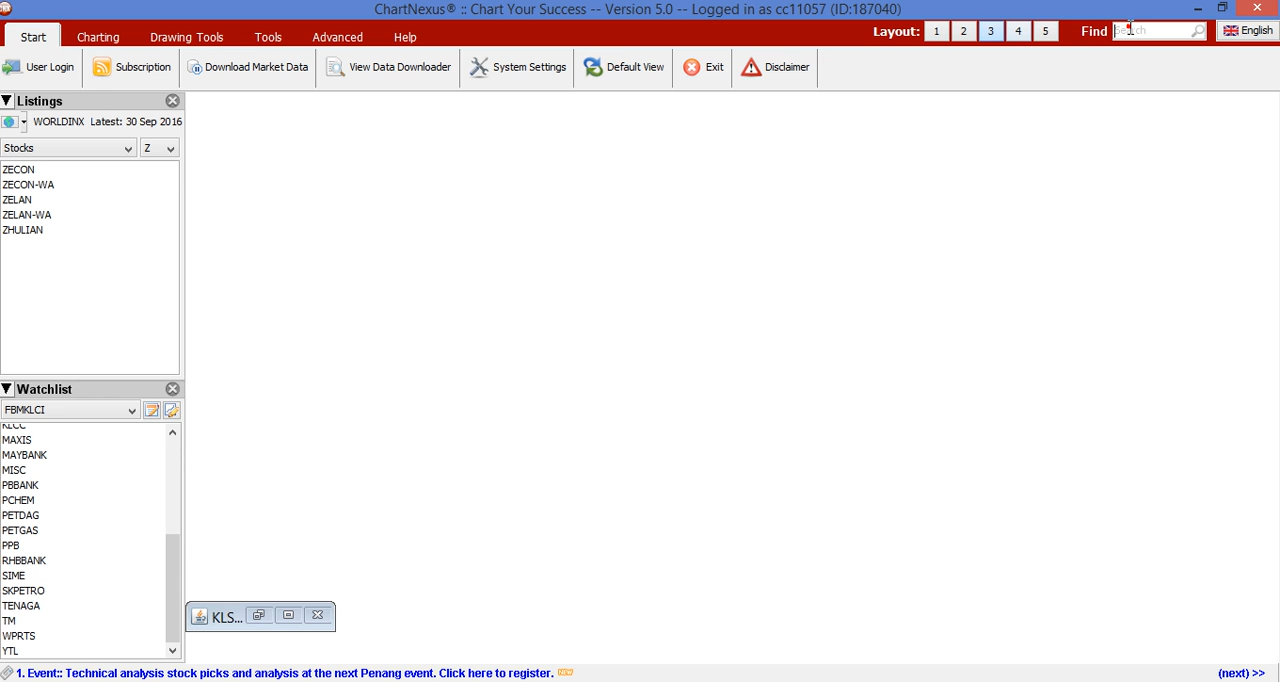 ChartNexus® :: Chart Your Success -- Version 5.0 -- Logged in as cc11057 (ID:187040)
Start Charting Drawing Tools Tools Advanced Help Layout: 1 2 3 4 5 Find Search English
User Login Subscription Download Market Data View Data Downloader System Settings Default View Exit Disclaimer
Listings
WORLDINX Latest: 30 Sep 2016
Stocks Z
ZECON
ZECON-WA
ZELAN
ZELAN-WA
ZHULIAN
Watchlist
FBMKLCI
KLCC
MAXIS
MAYBANK
MISC
PBBANK
PCHEM
PETDAG
PETGAS
PPB
RHBBANK
SIME
SKPETRO
TENAGA
TM
WPRTS
YTL
KLS...
1. Event:: Technical analysis stock picks and analysis at the next Penang event. Click here to register. NEW (next) >>